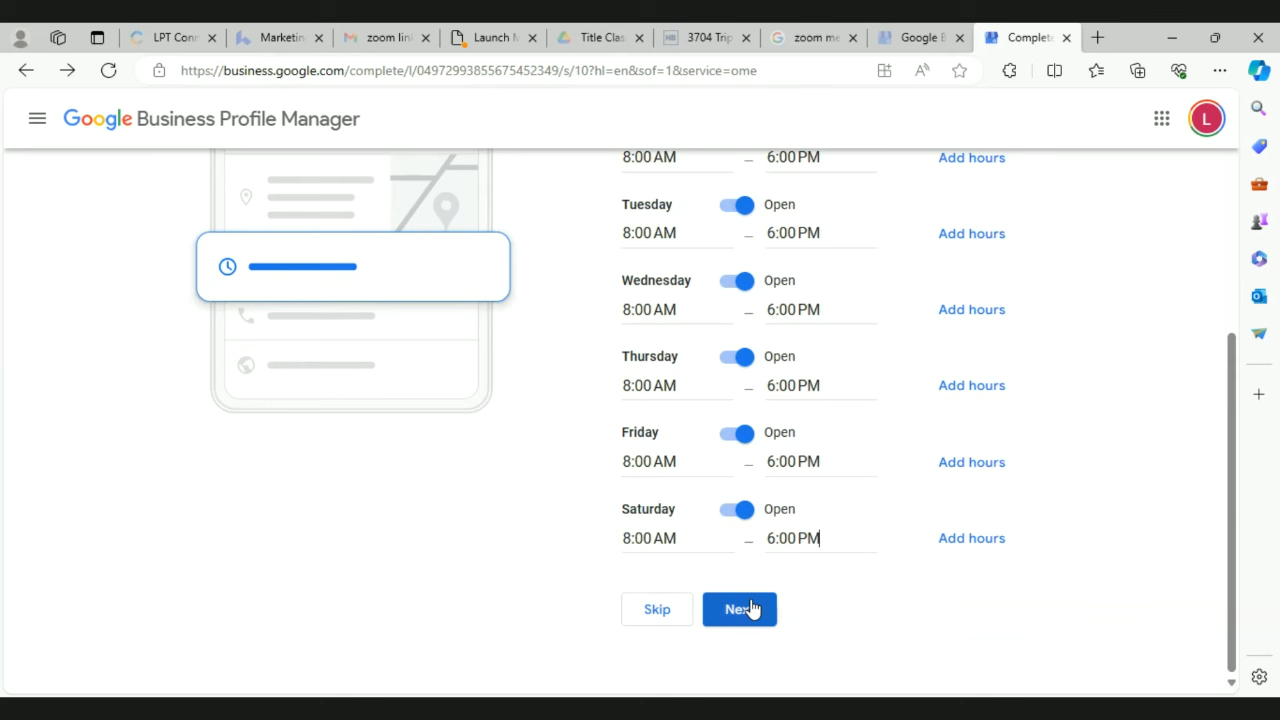 LPT Con
Marketin
zoom lin
Launch M
Title Cla
3704 Trip
zoom me
Google B
Complete
https://business.google.com/complete/l/04972993855675452349/s/10?hl=en&sof=1&service=ome
Google Business Profile Manager
L
8:00 AM – 6:00 PM Add hours
Tuesday Open
8:00 AM – 6:00 PM Add hours
Wednesday Open
8:00 AM – 6:00 PM Add hours
Thursday Open
8:00 AM – 6:00 PM Add hours
Friday Open
8:00 AM – 6:00 PM Add hours
Saturday Open
8:00 AM – 6:00 PM Add hours
Skip Next